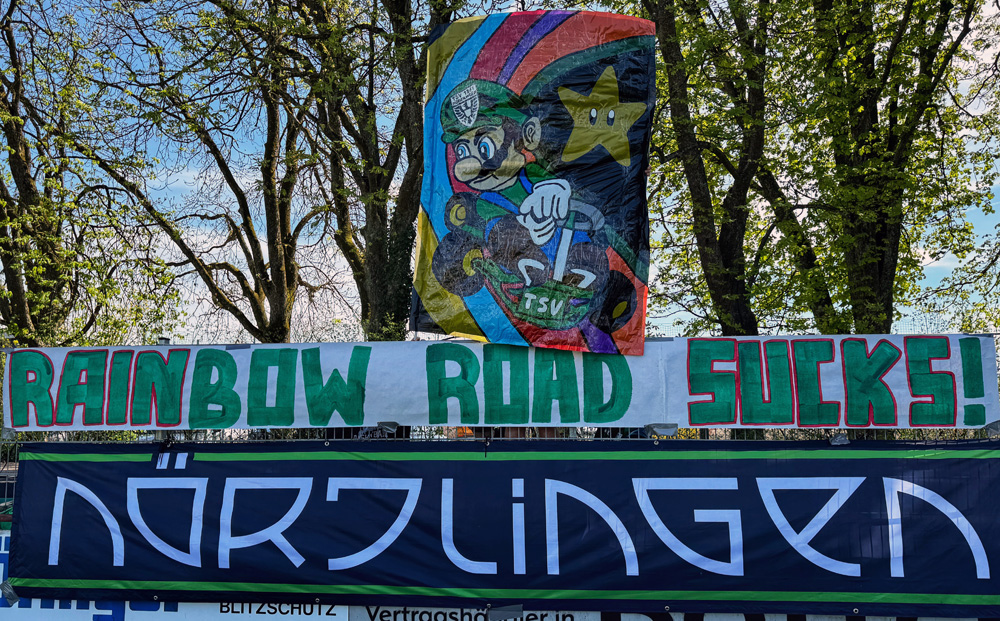 TSV
RAINBOW ROAD SUCKS!
NÖRDLINGEN
BLITZSCHUTZ
Vertragshändler in